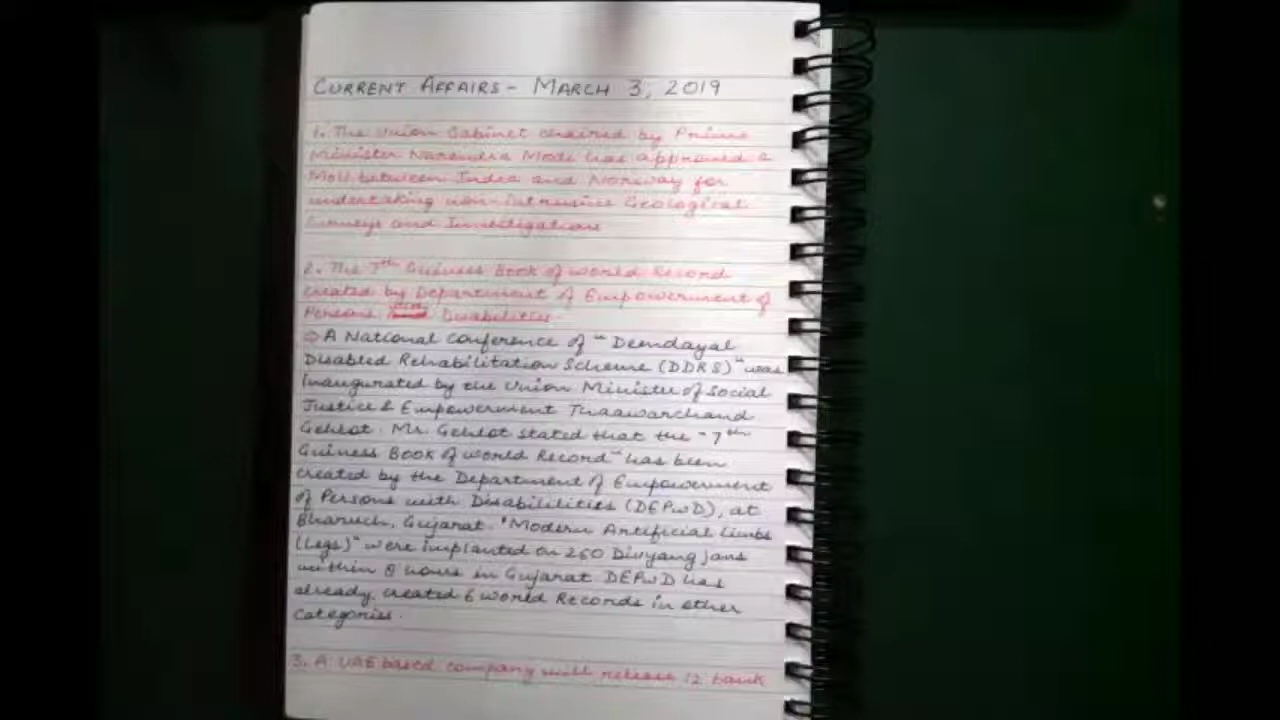 CURRENT AFFAIRS - MARCH 3, 2019
1. The Union Cabinet chaired by Prime
Minister Narendra Modi has approved a
MoU between India and Norway for
undertaking non-intrusive Geological
Surveys and Investigations
2. The 7th Guiness Book of World Record
created by Department of Empowerment of
Persons with Disabilities
⇒ A National Conference of "Deendayal
Disabled Rehabilitation Scheme (DDRS)" was
inaugurated by the Union Minister of Social
Justice & Empowerment Thaawarchand
Gehlot. Mr. Gehlot stated that the "7th
Guiness Book of World Record" has been
created by the Department of Empowerment
of Persons with Disabililities (DEPwD), at
Bharuch, Gujarat. "Modern Artificial Limbs
(Legs)" were implanted on 260 Divyangjans
within 8 hours in Gujarat DEPwD has
already created 6 world Records in other
categories.
3. A UAE based company will release 12 bank